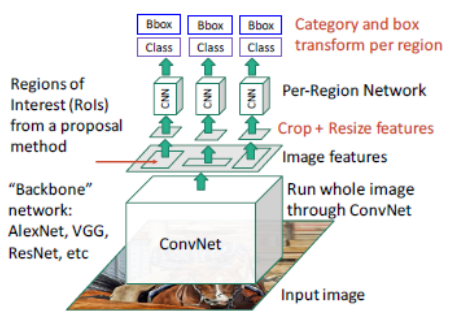 Bbox Bbox Bbox
Class Class Class
Category and box
transform per region
CNN CNN CNN
Per-Region Network
Regions of
Interest (RoIs)
from a proposal
method
Crop + Resize features
Image features
“Backbone”
network:
AlexNet, VGG,
ResNet, etc
Run whole image
through ConvNet
ConvNet
Input image